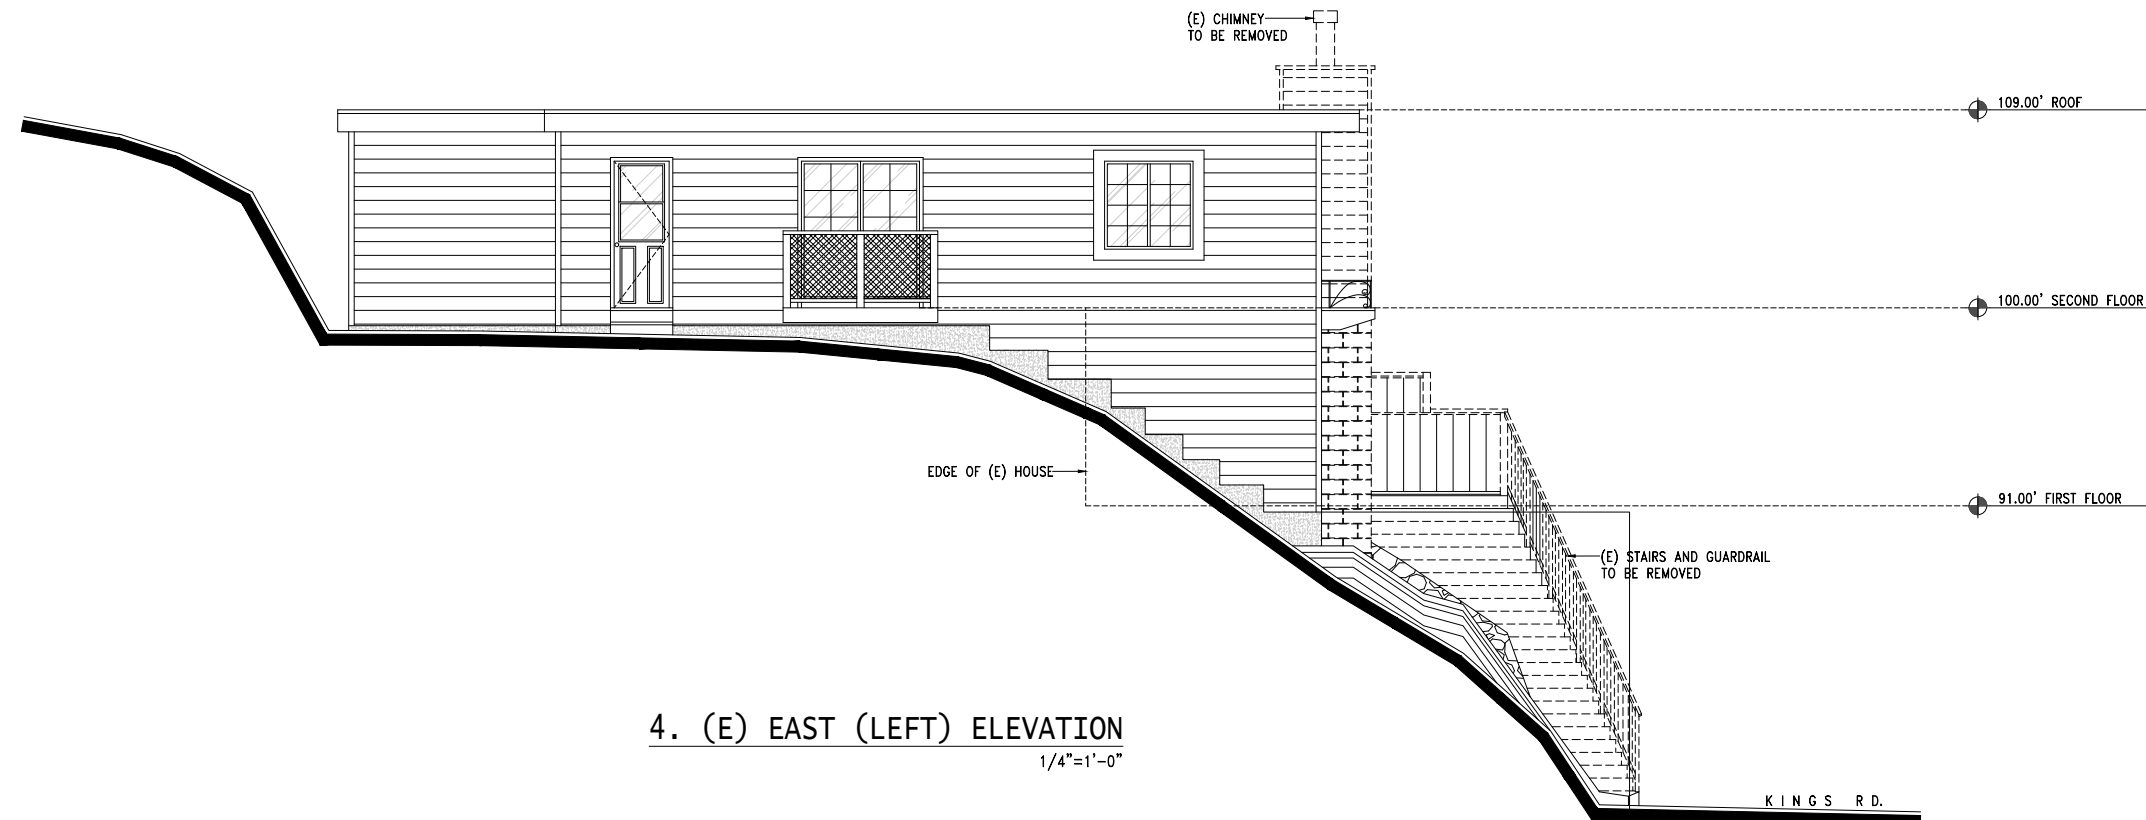 (E) CHIMNEY
TO BE REMOVED
109.00' ROOF
100.00' SECOND FLOOR
EDGE OF (E) HOUSE
91.00' FIRST FLOOR
(E) STAIRS AND GUARDRAIL
TO BE REMOVED
4. (E) EAST (LEFT) ELEVATION
1/4"=1'-0"
KINGS RD.